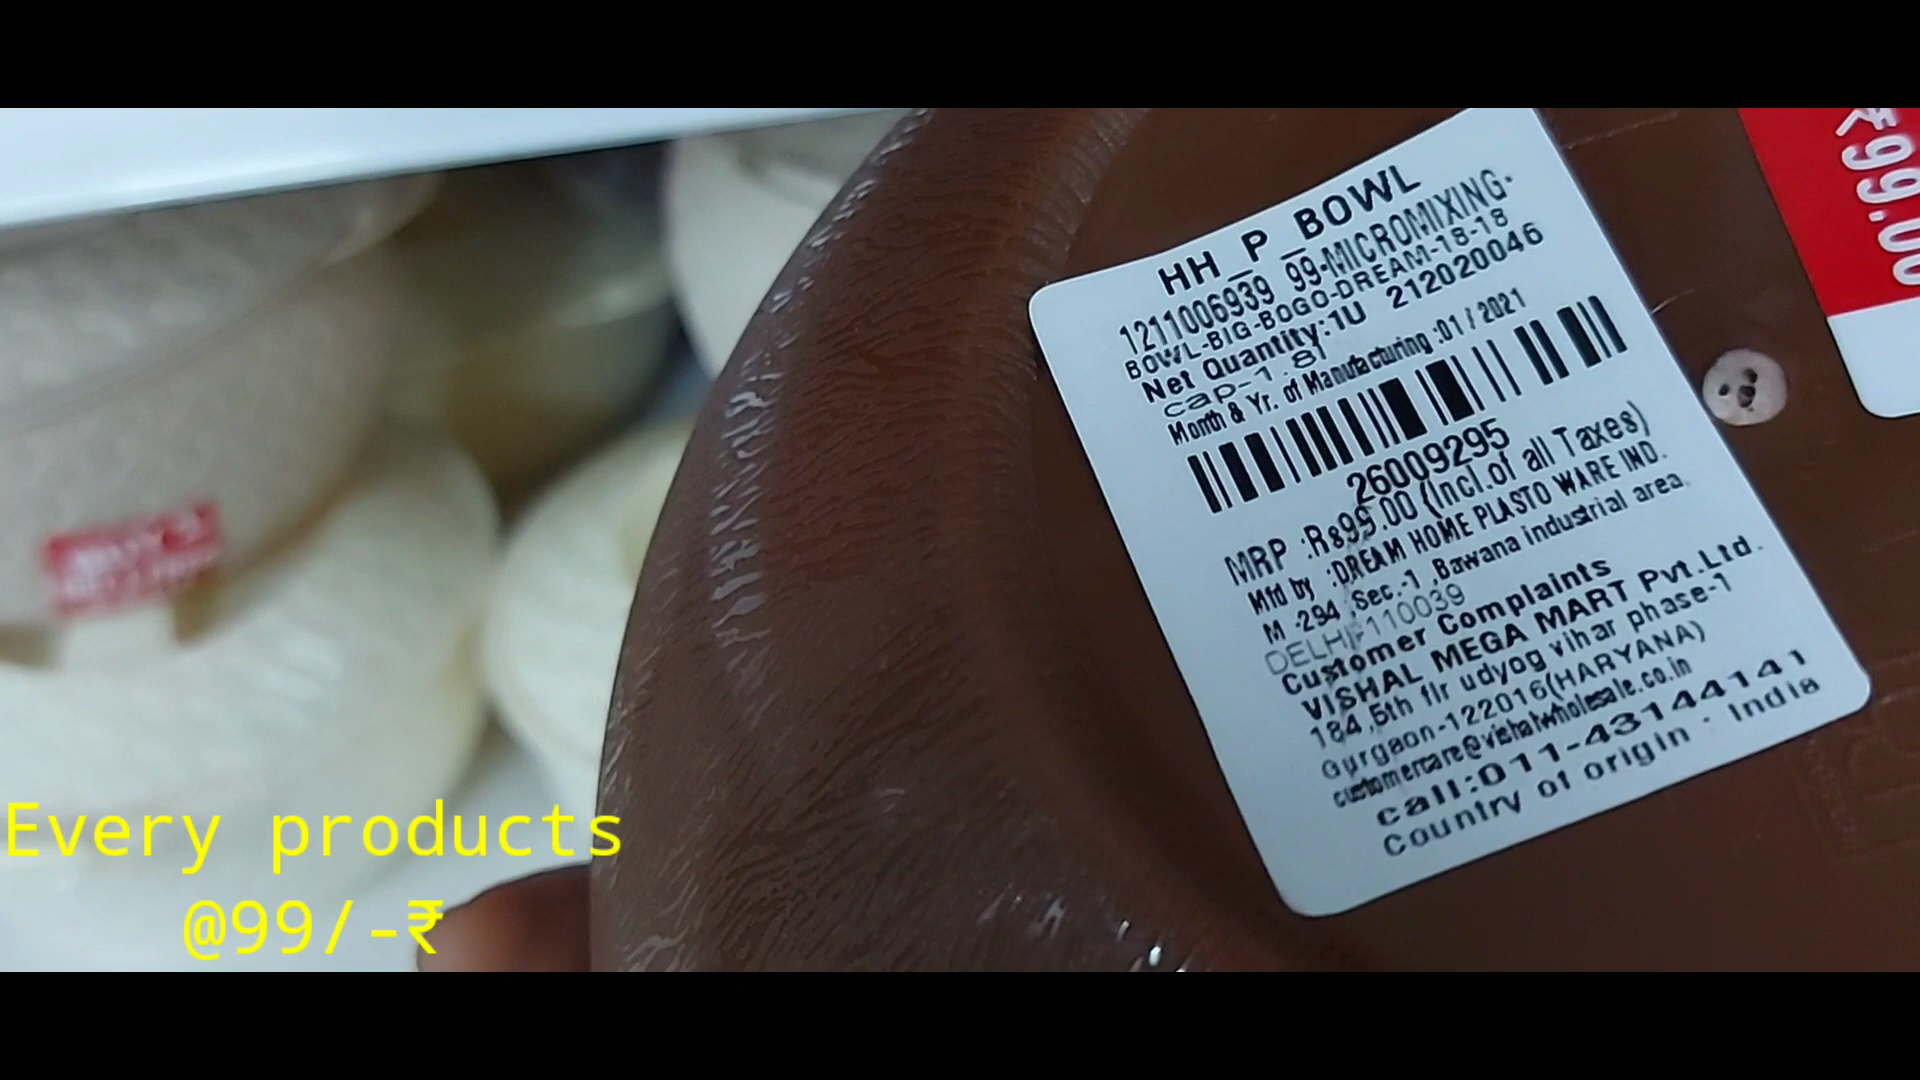 HH_P_BOWL
1211006939 99-MICROMIXING-
BOWL-BIG-BOGO-DREAM-18-18
Net Quantity:1U 212020046
cap-1.8l
Month & Yr. of Manufacturing :01/2021
26009295
MRP :Rs99.00 (Incl.of all Taxes)
Mfd by :DREAM HOME PLASTO WARE IND.
M -294 ,Sec.-1 ,Bawana industrial area,
DELHI-110039
Customer Complaints
VISHAL MEGA MART Pvt.Ltd.
184,5th flr udyog vihar phase-1
Gurgaon-122016(HARYANA)
customercare@vishalwholesale.co.in
call:011-43144141
Country of origin : India
₹99.00
Every products
@99/-₹